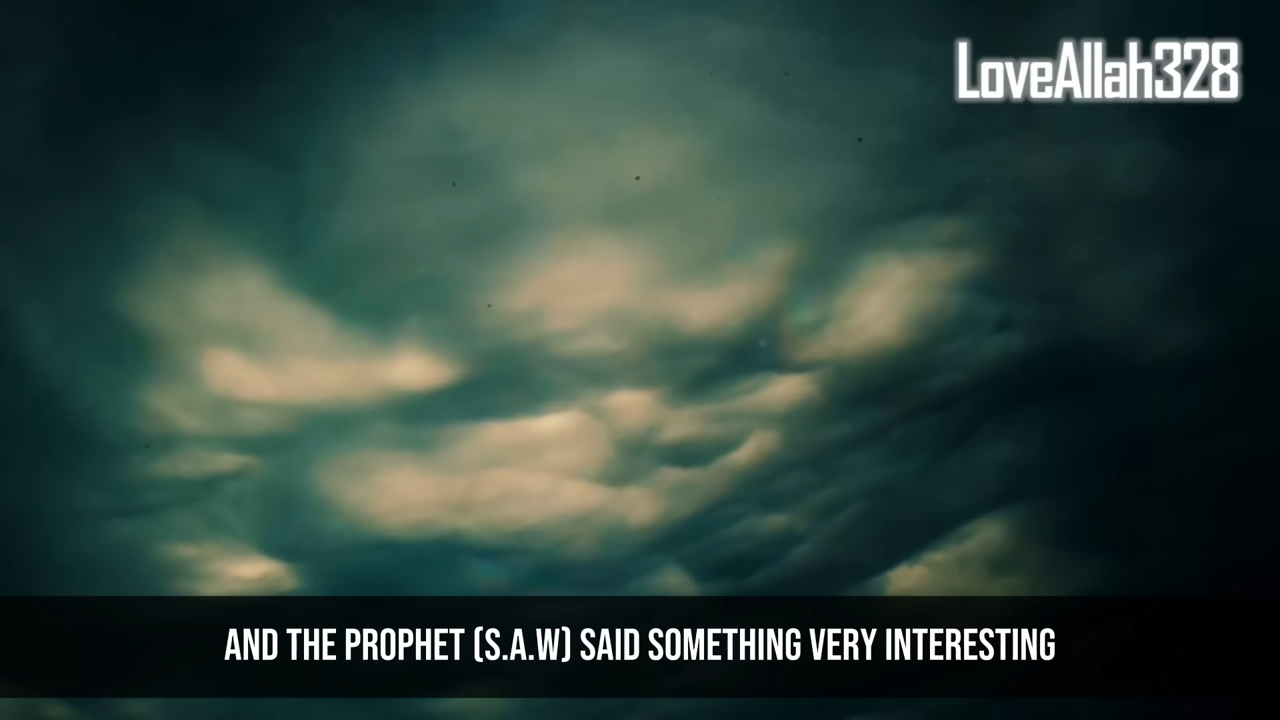 LoveAllah328
AND THE PROPHET (S.A.W) SAID SOMETHING VERY INTERESTING